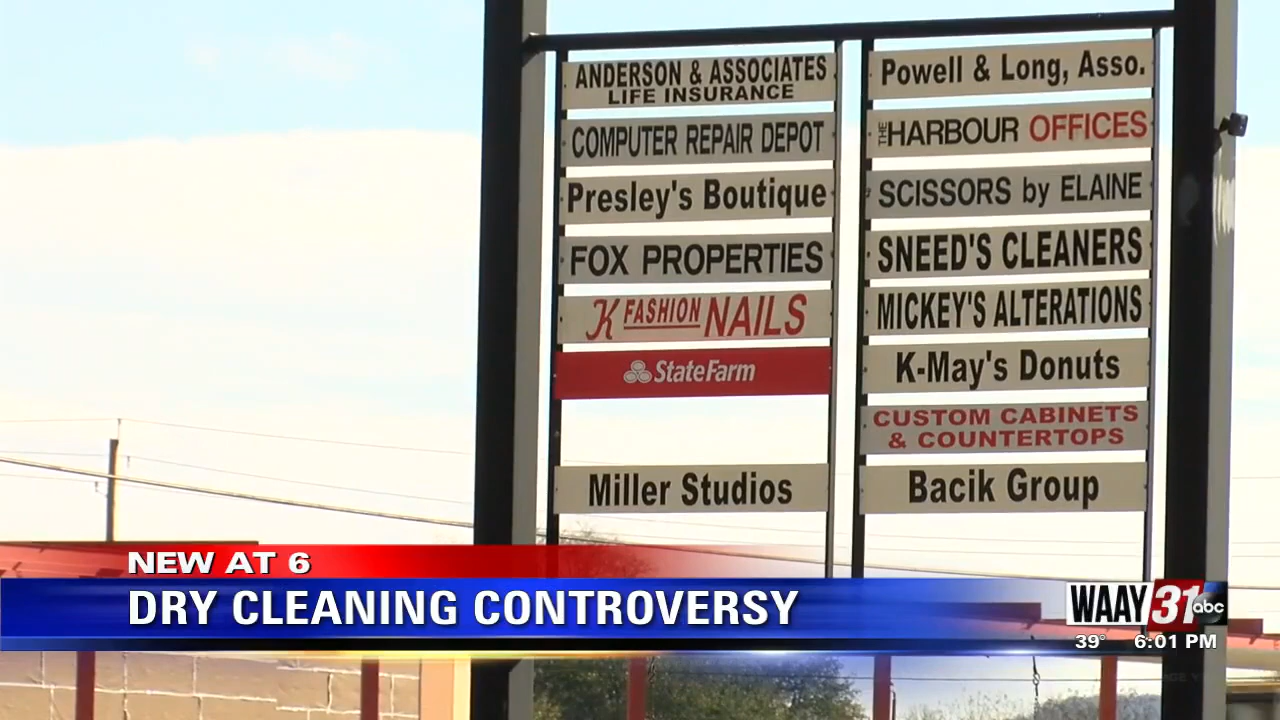 ANDERSON & ASSOCIATES
LIFE INSURANCE
COMPUTER REPAIR DEPOT
Presley's Boutique
FOX PROPERTIES
K FASHION NAILS
StateFarm
Miller Studios
Powell & Long, Asso.
THE HARBOUR OFFICES
SCISSORS by ELAINE
SNEED'S CLEANERS
MICKEY'S ALTERATIONS
K-May's Donuts
CUSTOM CABINETS
& COUNTERTOPS
Bacik Group
NEW AT 6
DRY CLEANING CONTROVERSY
WAAY 31 abc
39° 6:01 PM